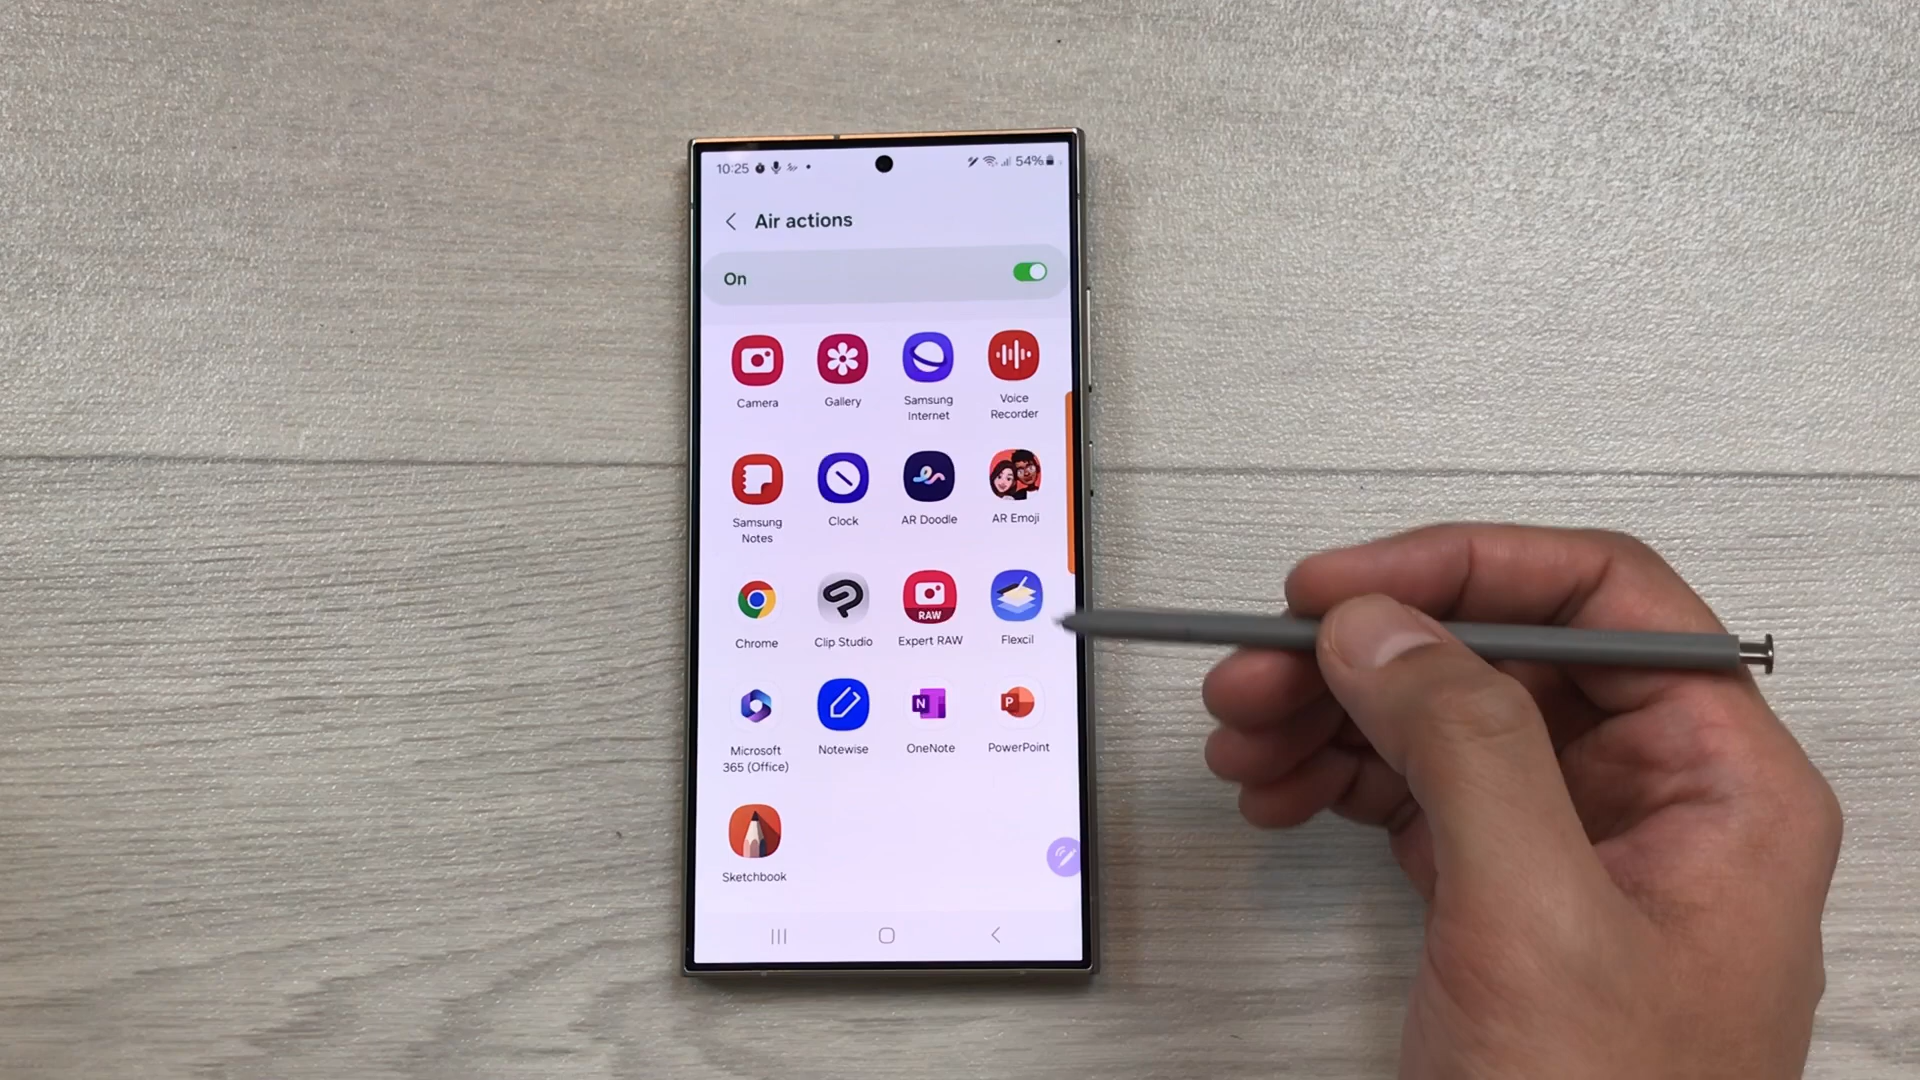 10:25
54%
Air actions
On
Camera
Gallery
Samsung
Internet
Voice
Recorder
Samsung
Notes
Clock
AR Doodle
AR Emoji
Chrome
Clip Studio
RAW
Expert RAW
Flexcil
Microsoft
365 (Office)
Notewise
N
OneNote
P
PowerPoint
Sketchbook